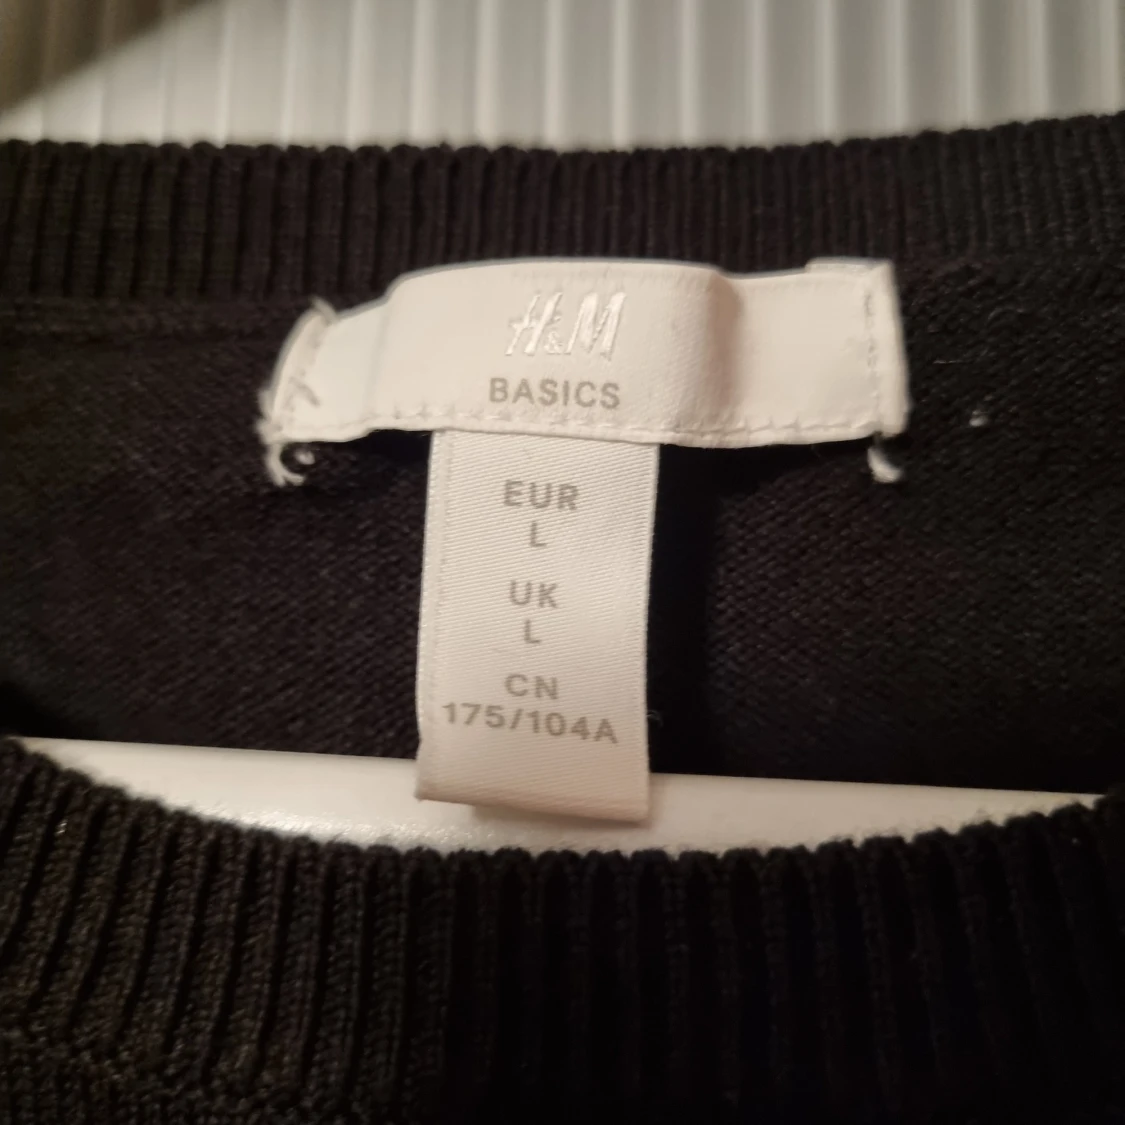 H&M
BASICS
EUR
L
UK
L
CN
175/104A